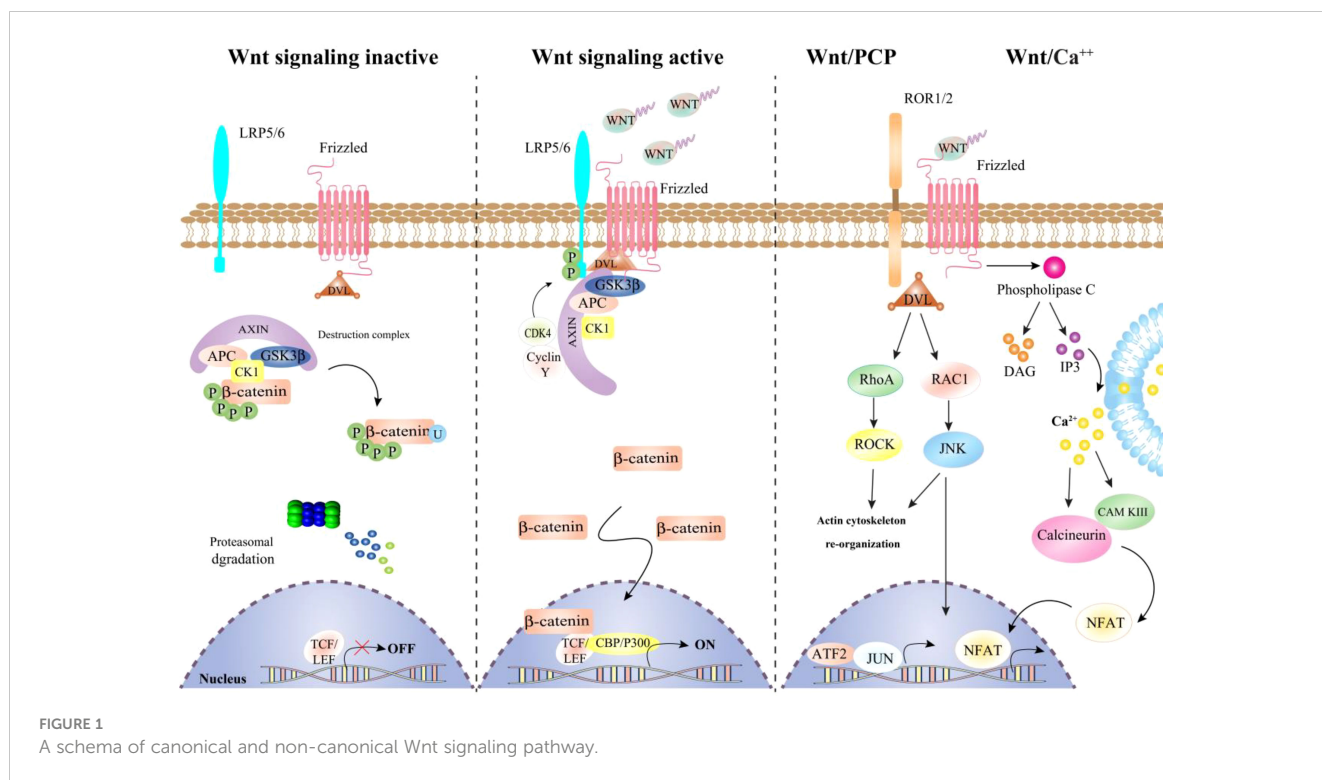 Wnt signaling inactive
LRP5/6
Frizzled
DVL
AXIN
Destruction complex
APC
GSK3β
CK1
β-catenin
P
P
P
P
P
β-catenin
U
P
P
P
Proteasomal
dgradation
TCF/
LEF
OFF
Nucleus
Wnt signaling active
WNT
WNT
WNT
LRP5/6
Frizzled
P
P
DVL
GSK3β
APC
AXIN
CK1
CDK4
Cyclin
Y
β-catenin
β-catenin
β-catenin
β-catenin
TCF/
LEF
CBP/P300
ON
Wnt/PCP
Wnt/Ca++
ROR1/2
WNT
Frizzled
DVL
Phospholipase C
DAG
IP3
RhoA
RAC1
Ca2+
ROCK
JNK
CAM KIII
Calcineurin
Actin cytoskeleton
re-organization
NFAT
ATF2
JUN
NFAT
FIGURE 1
A schema of canonical and non-canonical Wnt signaling pathway.